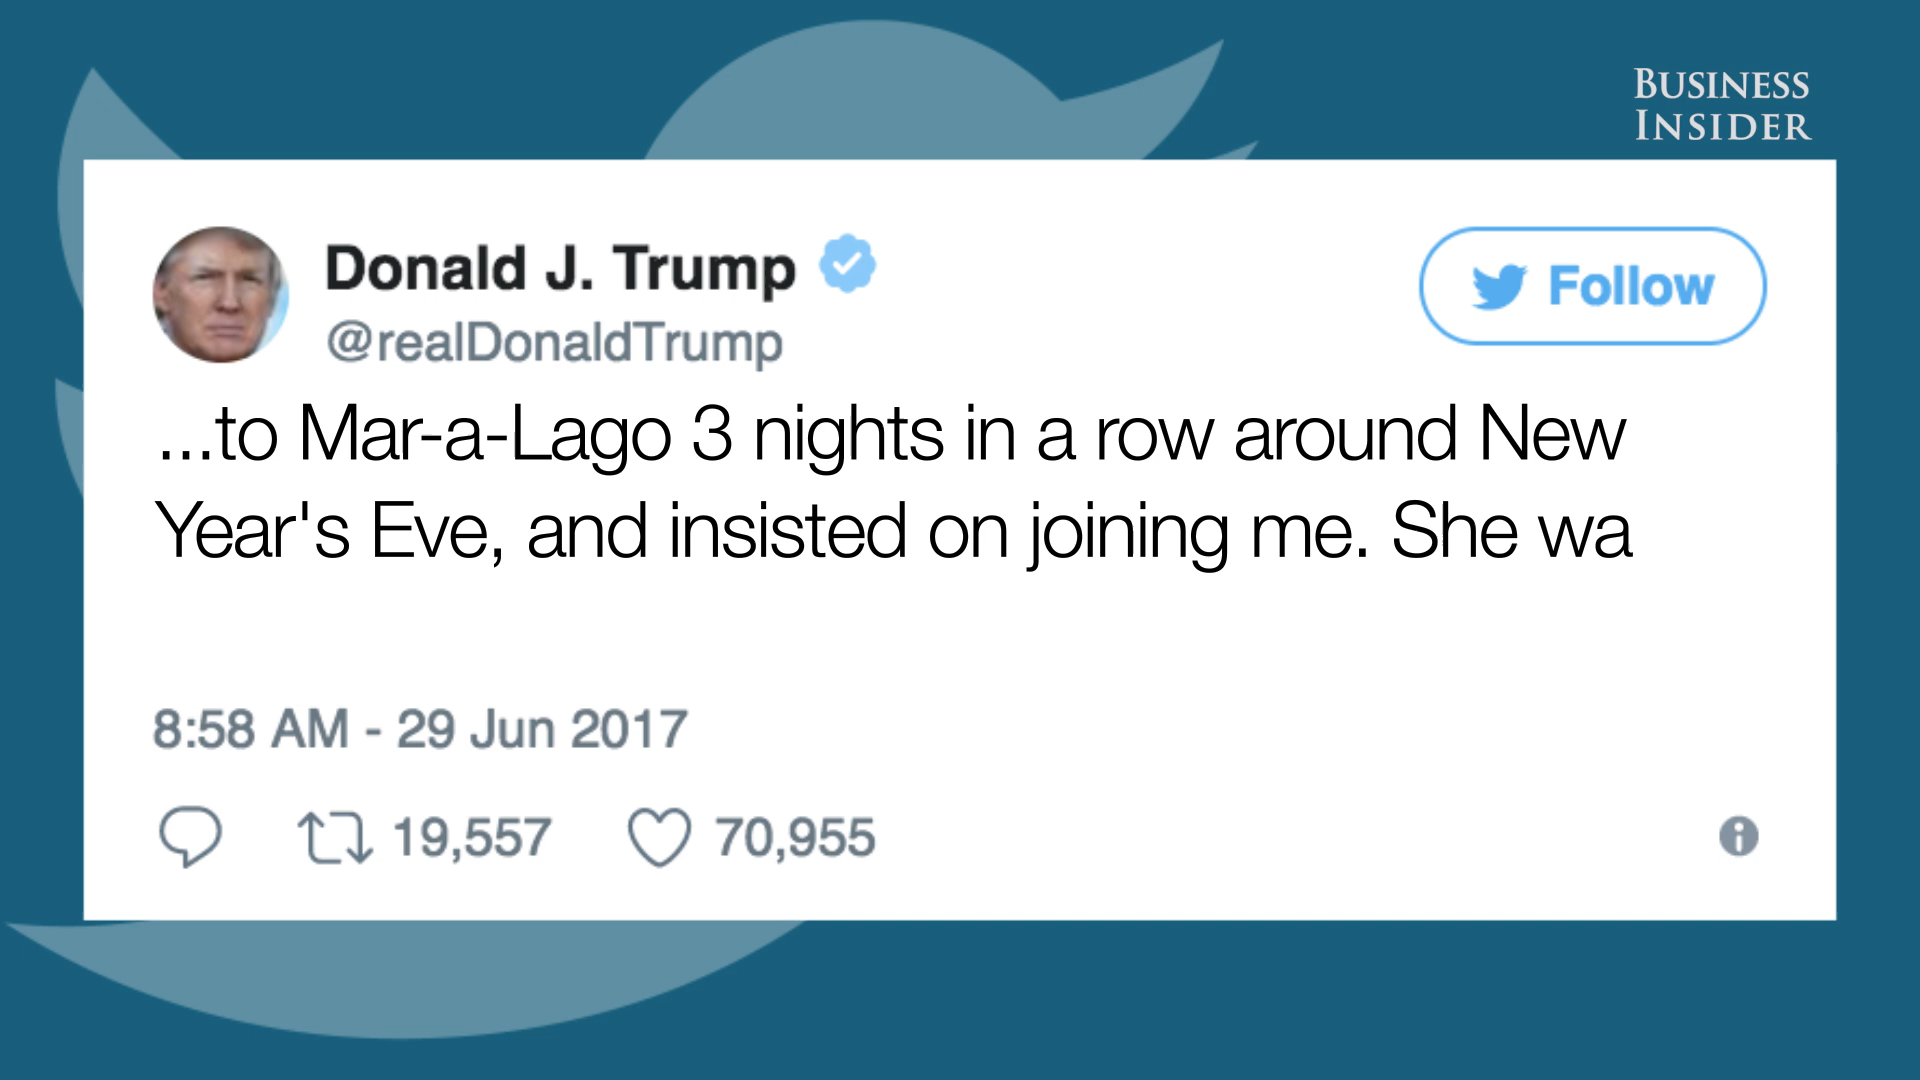 BUSINESS
INSIDER
Donald J. Trump
@realDonaldTrump
Follow
...to Mar-a-Lago 3 nights in a row around New
Year's Eve, and insisted on joining me. She wa
8:58 AM - 29 Jun 2017
19,557 70,955